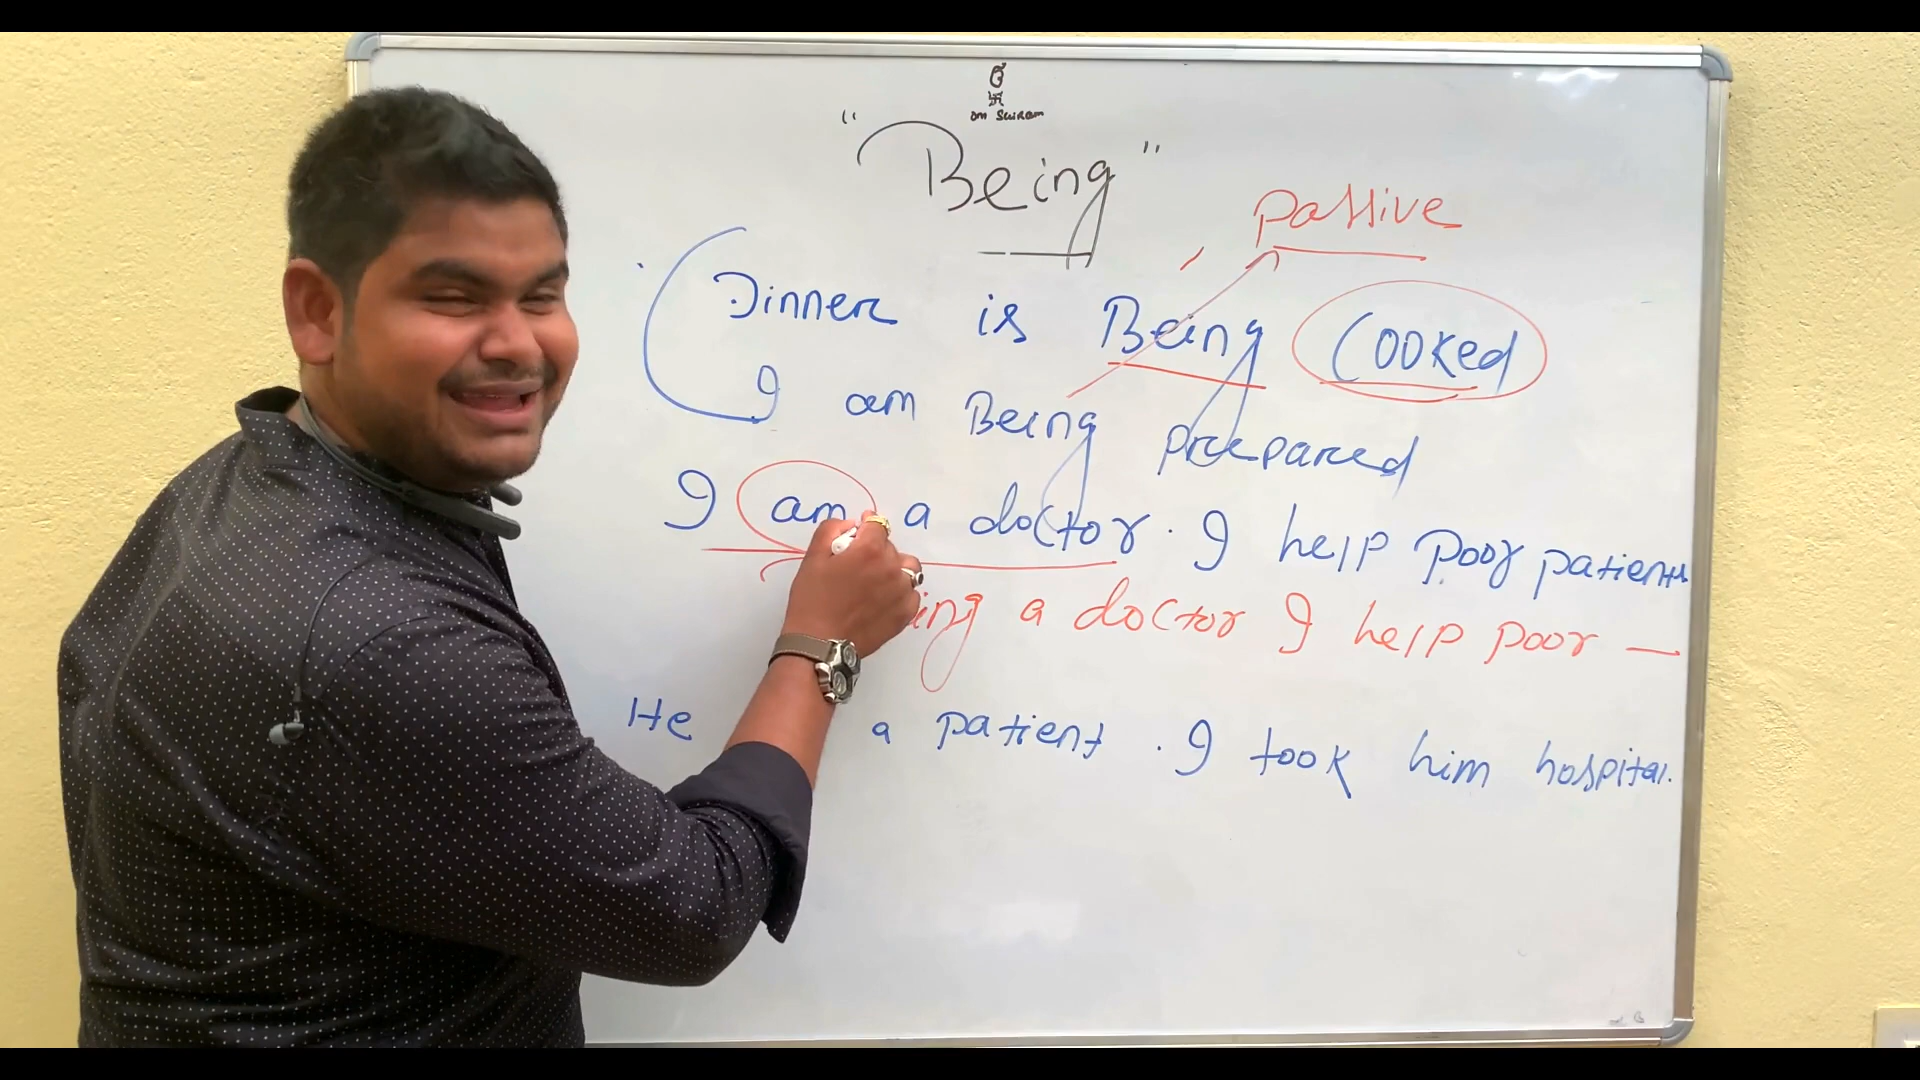 ॐ
卐
om Sairam
"Being"
Passive
Dinner is Being Cooked
I am Being prepared
I am a doctor. I help poor patients
ing a doctor I help poor —
He a patient. I took him hospital.